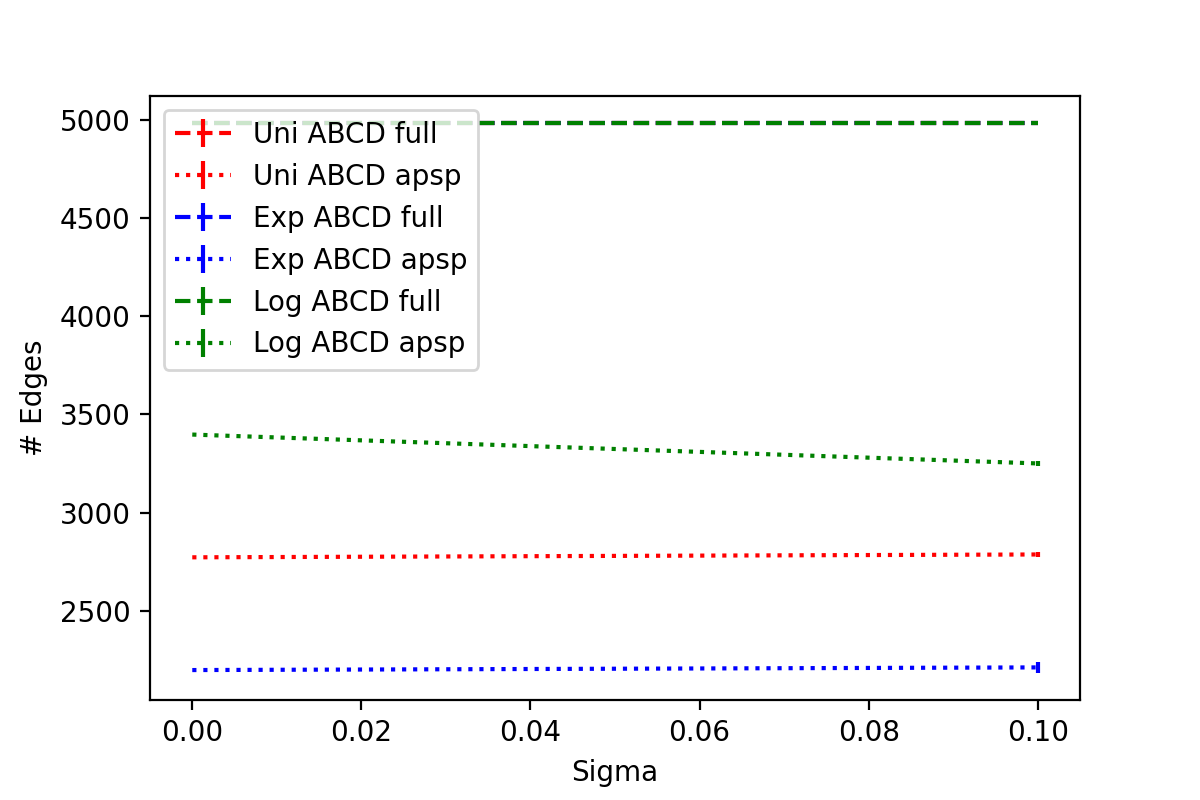 5000
4500
4000
3500
3000
2500
# Edges
Uni ABCD full
Uni ABCD apsp
Exp ABCD full
Exp ABCD apsp
Log ABCD full
Log ABCD apsp
0.00 0.02 0.04 0.06 0.08 0.10
Sigma